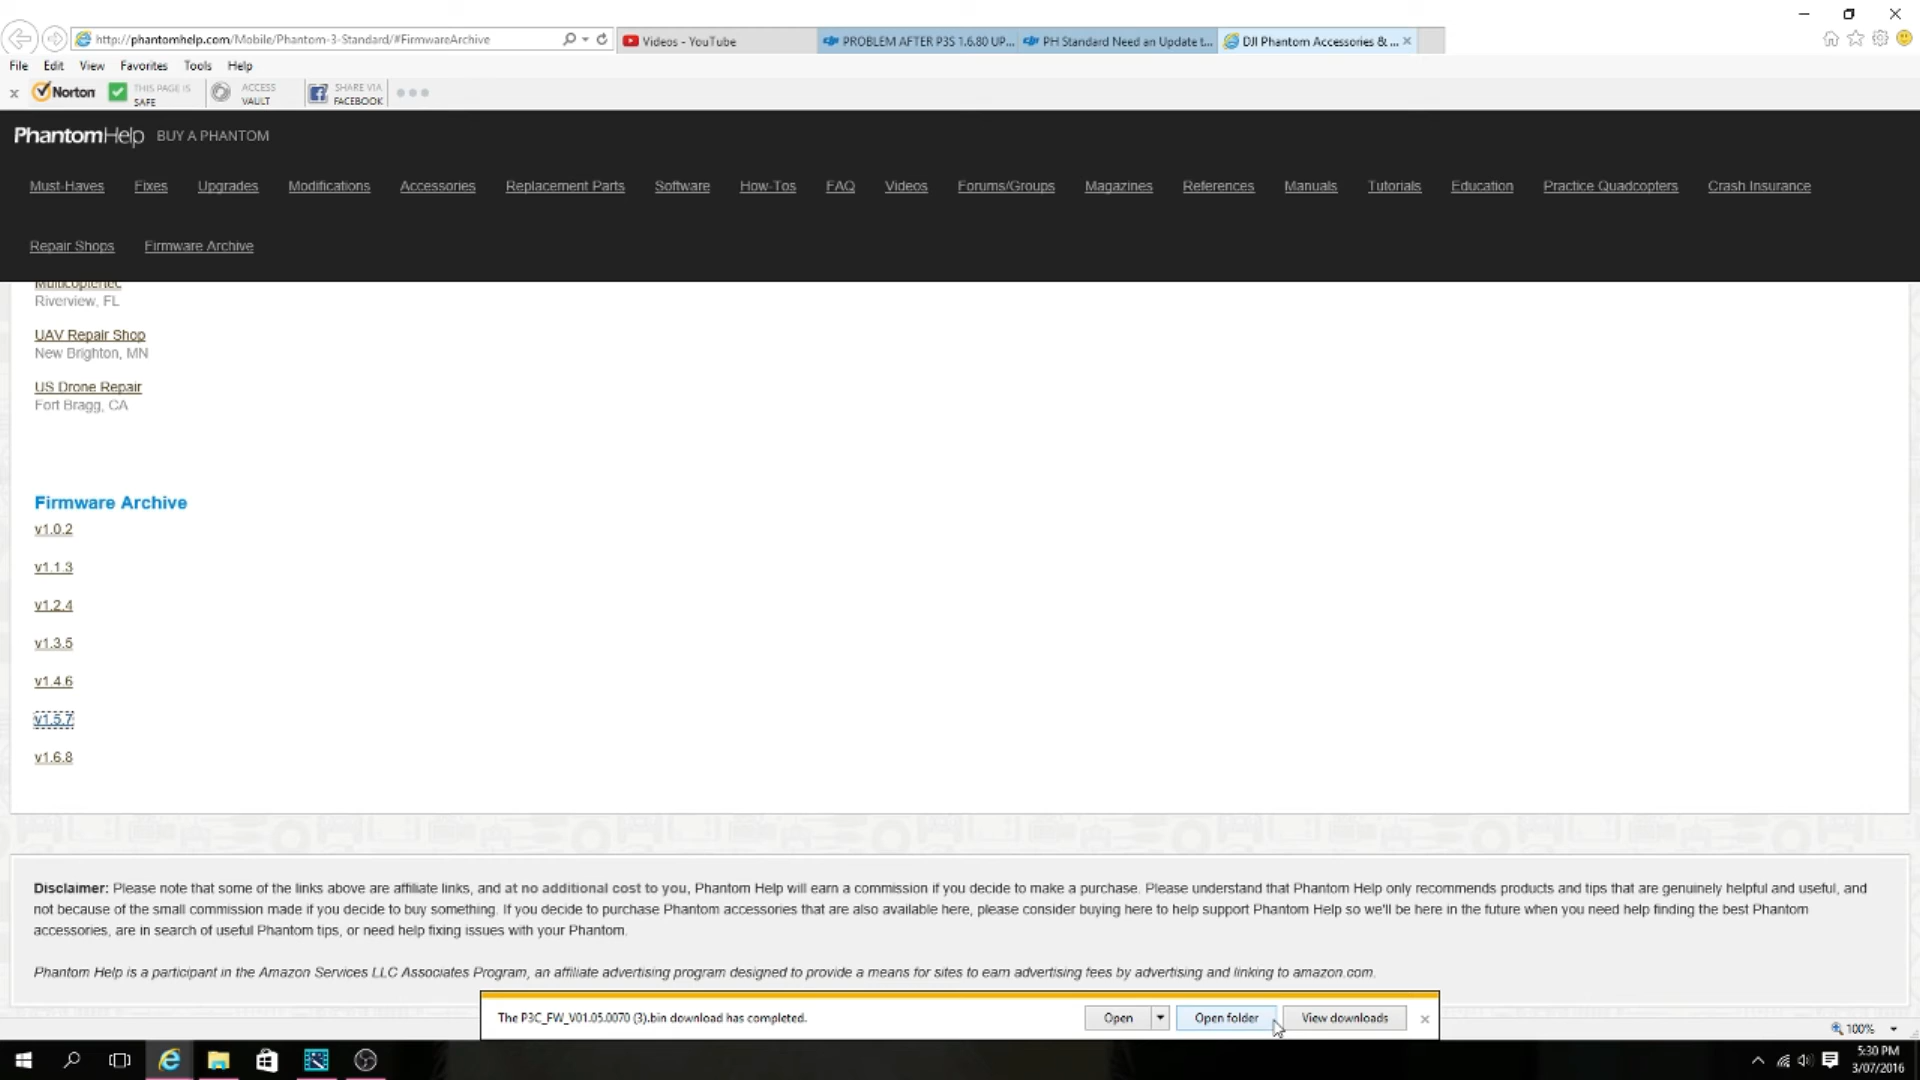 http://phantomhelp.com/Mobile/Phantom-3-Standard/#FirmwareArchive
Videos - YouTube
PROBLEM AFTER P3S 1.6.80 UP...
PH Standard Need an Update t...
DJI Phantom Accessories & ...
File Edit View Favorites Tools Help
x Norton THIS PAGE IS SAFE ACCESS VAULT SHARE VIA FACEBOOK
PhantomHelp BUY A PHANTOM
Must-Haves Fixes Upgrades Modifications Accessories Replacement Parts Software How-Tos FAQ Videos Forums/Groups Magazines References Manuals Tutorials Education Practice Quadcopters Crash Insurance
Repair Shops Firmware Archive
Multicoptertec
Riverview, FL
UAV Repair Shop
New Brighton, MN
US Drone Repair
Fort Bragg, CA
Firmware Archive
v1.0.2
v1.1.3
v1.2.4
v1.3.5
v1.4.6
v1.5.7
v1.6.8
Disclaimer: Please note that some of the links above are affiliate links, and at no additional cost to you, Phantom Help will earn a commission if you decide to make a purchase. Please understand that Phantom Help only recommends products and tips that are genuinely helpful and useful, and
not because of the small commission made if you decide to buy something. If you decide to purchase Phantom accessories that are also available here, please consider buying here to help support Phantom Help so we'll be here in the future when you need help finding the best Phantom
accessories, are in search of useful Phantom tips, or need help fixing issues with your Phantom.
Phantom Help is a participant in the Amazon Services LLC Associates Program, an affiliate advertising program designed to provide a means for sites to earn advertising fees by advertising and linking to amazon.com.
The P3C_FW_V01.05.0070 (3).bin download has completed. Open Open folder View downloads
100%
5:30 PM
3/07/2016